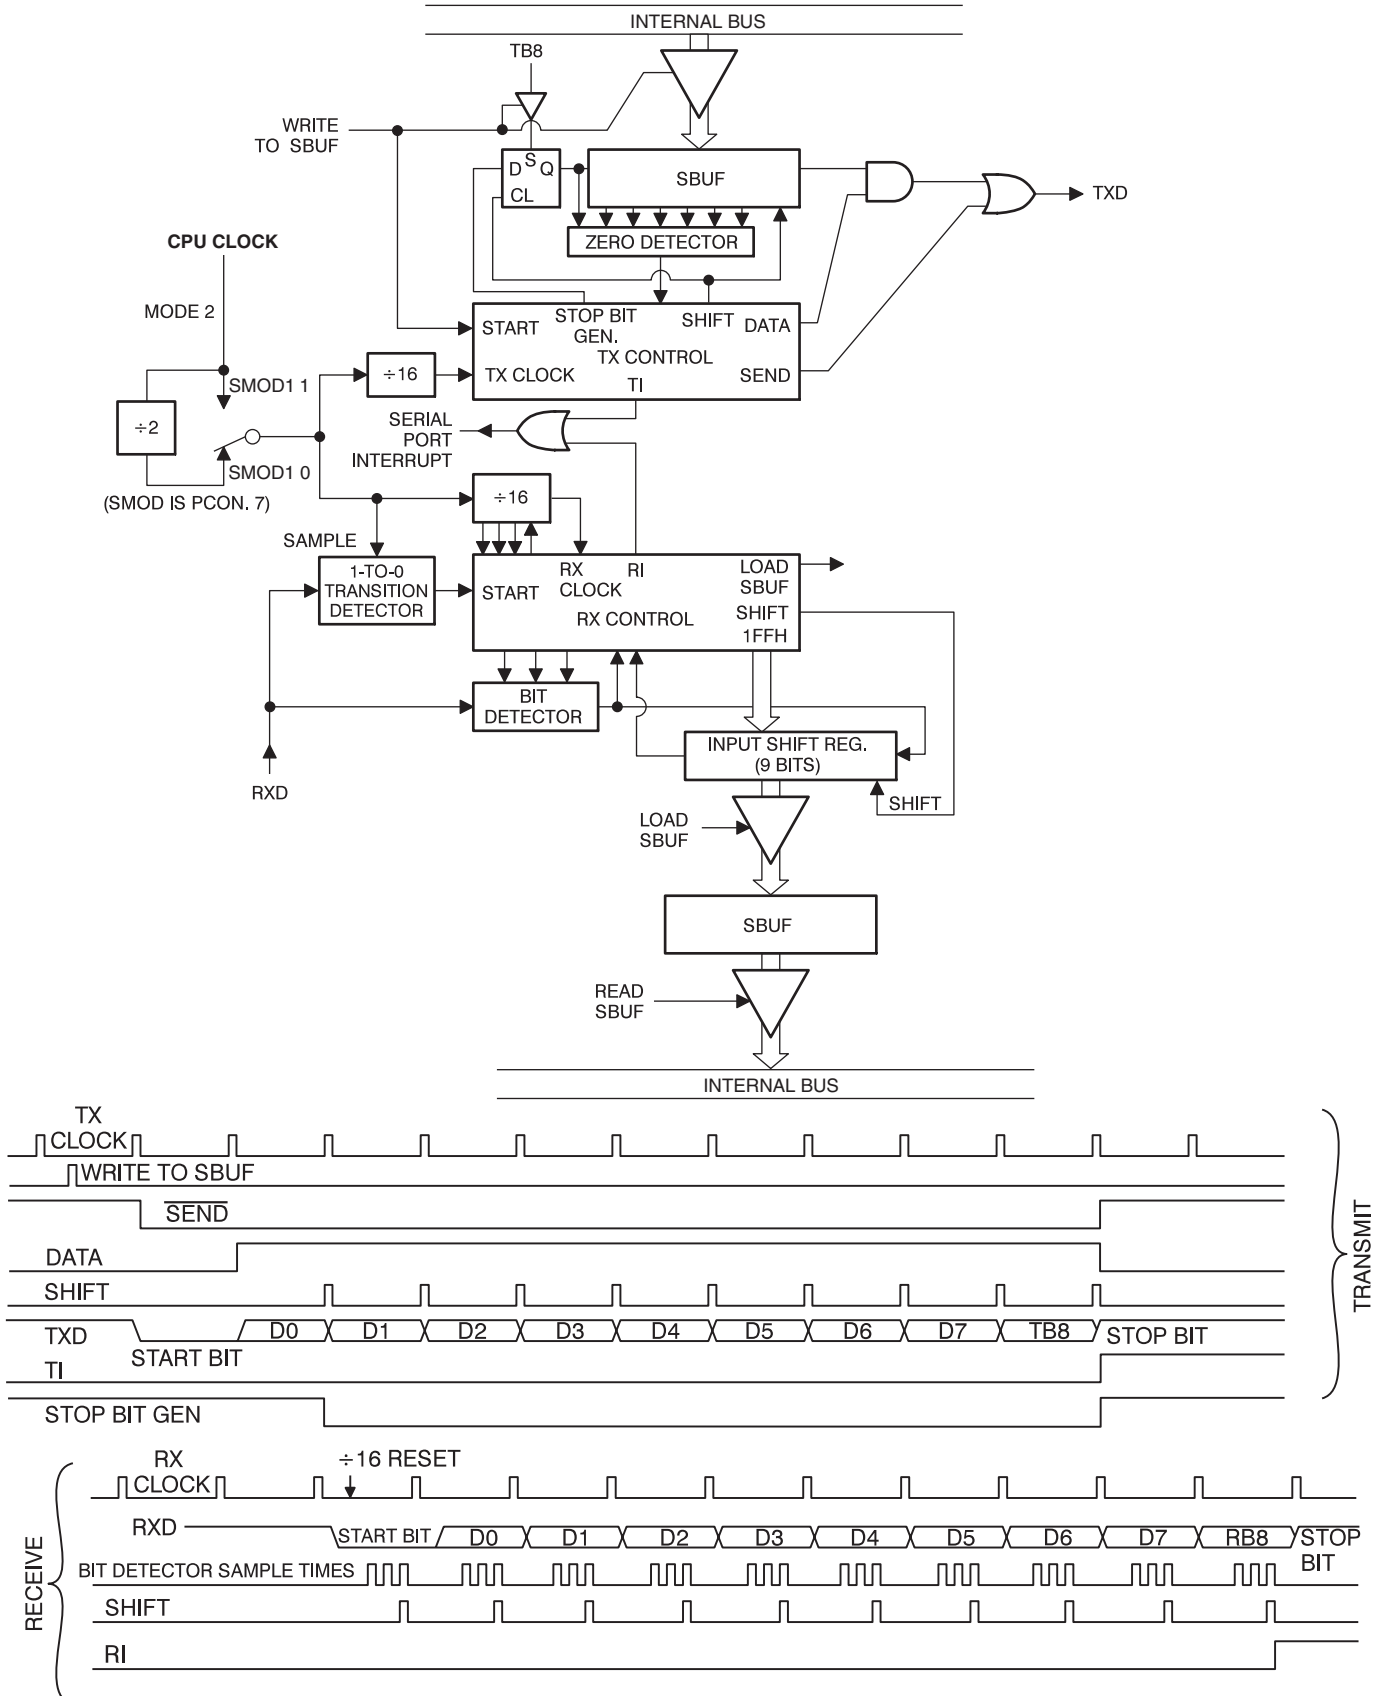 INTERNAL BUS
TB8
WRITE
TO SBUF
D S Q
CL
SBUF
TXD
ZERO DETECTOR
CPU CLOCK
MODE 2
START
STOP BIT
GEN.
SHIFT
DATA
TX CONTROL
TX CLOCK
TI
SEND
÷16
SMOD1 1
÷2
SMOD1 0
(SMOD IS PCON. 7)
SERIAL
PORT
INTERRUPT
÷16
SAMPLE
1-TO-0
TRANSITION
DETECTOR
START
RX
CLOCK
RI
LOAD
SBUF
SHIFT
RX CONTROL
1FFH
BIT
DETECTOR
INPUT SHIFT REG.
(9 BITS)
RXD
SHIFT
LOAD
SBUF
SBUF
READ
SBUF
INTERNAL BUS
TX
CLOCK
WRITE TO SBUF
SEND
DATA
SHIFT
TXD
START BIT
D0 D1 D2 D3 D4 D5 D6 D7 TB8
STOP BIT
TI
STOP BIT GEN
TRANSMIT
RX
CLOCK
÷16 RESET
RXD
START BIT
D0 D1 D2 D3 D4 D5 D6 D7 RB8
STOP
BIT
BIT DETECTOR SAMPLE TIMES
SHIFT
RI
RECEIVE